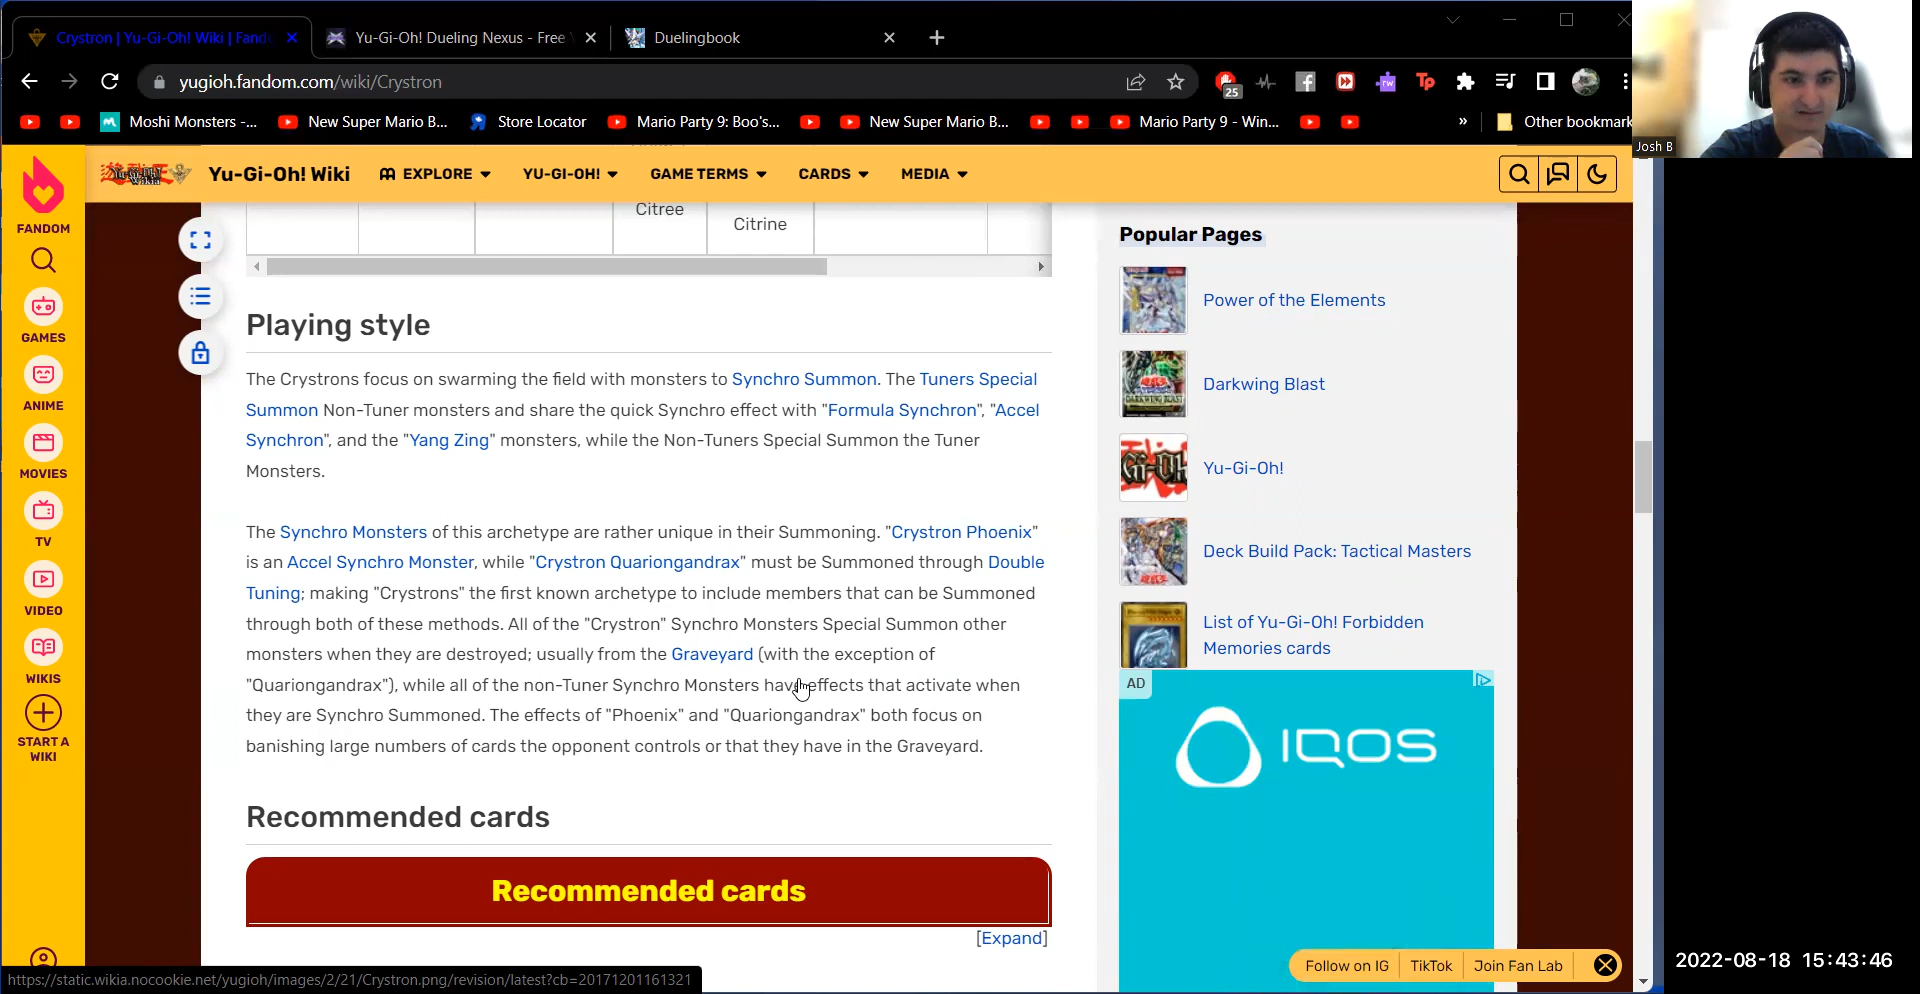 Crystron | Yu-Gi-Oh! Wiki | Fand
Yu-Gi-Oh! Dueling Nexus - Free
Duelingbook
yugioh.fandom.com/wiki/Crystron
25
Moshi Monsters -...
New Super Mario B...
Store Locator
Mario Party 9: Boo's...
New Super Mario B...
Mario Party 9 - Win...
»
Other bookmark
Josh B
FANDOM
GAMES
ANIME
MOVIES
TV
VIDEO
WIKIS
START A
WIKI
Yu-Gi-Oh! Wiki
EXPLORE
YU-GI-OH!
GAME TERMS
CARDS
MEDIA
Citree
Citrine
Playing style
The Crystrons focus on swarming the field with monsters to Synchro Summon. The Tuners Special
Summon Non-Tuner monsters and share the quick Synchro effect with "Formula Synchron", "Accel
Synchron", and the "Yang Zing" monsters, while the Non-Tuners Special Summon the Tuner
Monsters.
The Synchro Monsters of this archetype are rather unique in their Summoning. "Crystron Phoenix"
is an Accel Synchro Monster, while "Crystron Quariongandrax" must be Summoned through Double
Tuning; making "Crystrons" the first known archetype to include members that can be Summoned
through both of these methods. All of the "Crystron" Synchro Monsters Special Summon other
monsters when they are destroyed; usually from the Graveyard (with the exception of
"Quariongandrax"), while all of the non-Tuner Synchro Monsters have effects that activate when
they are Synchro Summoned. The effects of "Phoenix" and "Quariongandrax" both focus on
banishing large numbers of cards the opponent controls or that they have in the Graveyard.
Recommended cards
Recommended cards
[Expand]
Popular Pages
Power of the Elements
Darkwing Blast
Yu-Gi-Oh!
Deck Build Pack: Tactical Masters
List of Yu-Gi-Oh! Forbidden
Memories cards
AD
IQOS
Follow on IG
TikTok
Join Fan Lab
https://static.wikia.nocookie.net/yugioh/images/2/21/Crystron.png/revision/latest?cb=20171201161321
2022-08-18 15:43:46